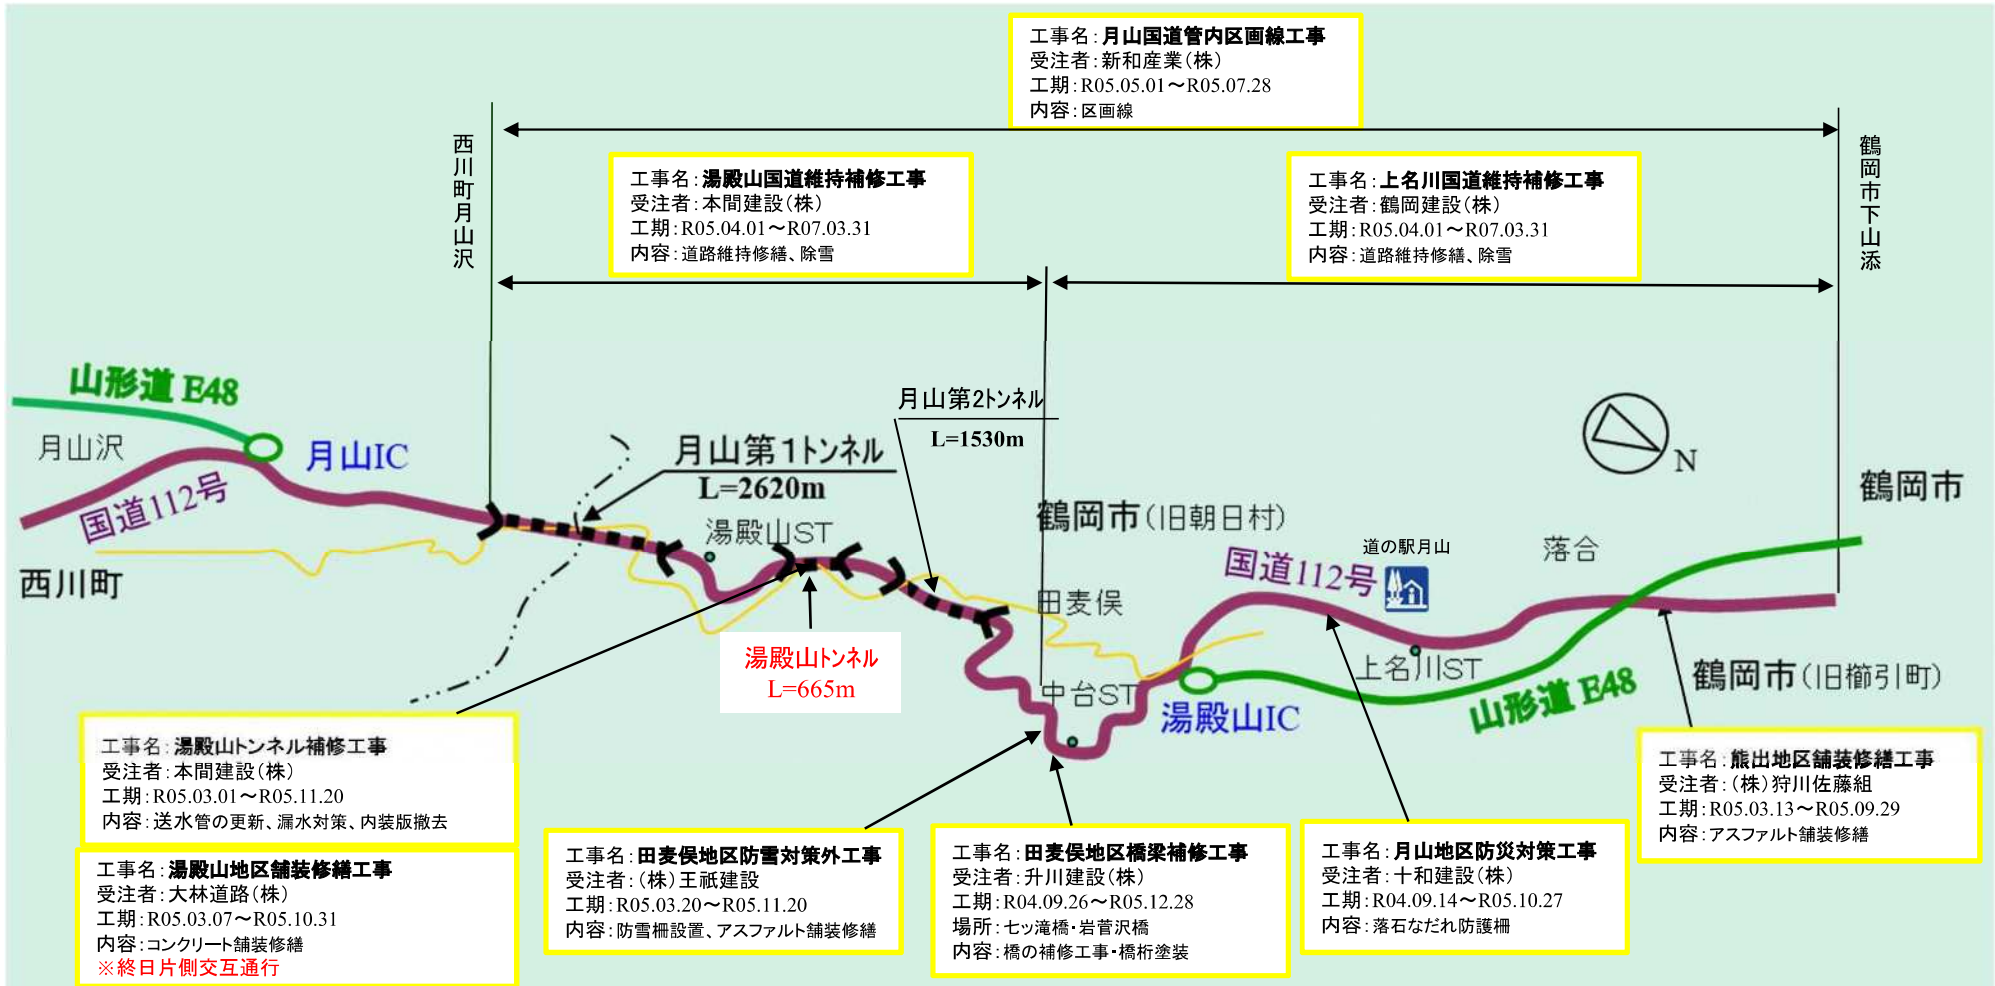 工事名：月山国道管内区画線工事
受注者：新和産業（株）
工期：R05.05.01～R05.07.28
内容：区画線
西川町月山沢
鶴岡市下山添
工事名：湯殿山国道維持補修工事
受注者：本間建設（株）
工期：R05.04.01～R07.03.31
内容：道路維持修繕、除雪
工事名：上名川国道維持補修工事
受注者：鶴岡建設（株）
工期：R05.04.01～R07.03.31
内容：道路維持修繕、除雪
山形道 E48
月山沢
月山IC
国道112号
西川町
月山第1トンネル
L=2620m
月山第2トンネル
L=1530m
湯殿山ST
湯殿山トンネル
L=665m
鶴岡市（旧朝日村）
田麦俣
中台ST
湯殿山IC
国道112号
道の駅月山
落合
上名川ST
山形道 E48
N
鶴岡市
鶴岡市（旧櫛引町）
工事名：湯殿山トンネル補修工事
受注者：本間建設（株）
工期：R05.03.01～R05.11.20
内容：送水管の更新、漏水対策、内装版撤去
工事名：湯殿山地区舗装修繕工事
受注者：大林道路（株）
工期：R05.03.07～R05.10.31
内容：コンクリート舗装修繕
※終日片側交互通行
工事名：田麦俣地区防雪対策外工事
受注者：（株）王祇建設
工期：R05.03.20～R05.11.20
内容：防雪柵設置、アスファルト舗装修繕
工事名：田麦俣地区橋梁補修工事
受注者：升川建設（株）
工期：R04.09.26～R05.12.28
場所：七ッ滝橋・岩菅沢橋
内容：橋の補修工事・橋桁塗装
工事名：月山地区防災対策工事
受注者：十和建設（株）
工期：R04.09.14～R05.10.27
内容：落石なだれ防護柵
工事名：熊出地区舗装修繕工事
受注者：（株）狩川佐藤組
工期：R05.03.13～R05.09.29
内容：アスファルト舗装修繕